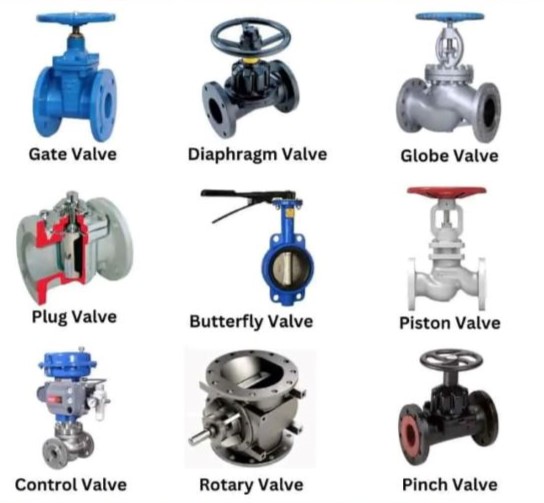 Gate Valve
Diaphragm Valve
Globe Valve
Plug Valve
Butterfly Valve
Piston Valve
Control Valve
Rotary Valve
Pinch Valve